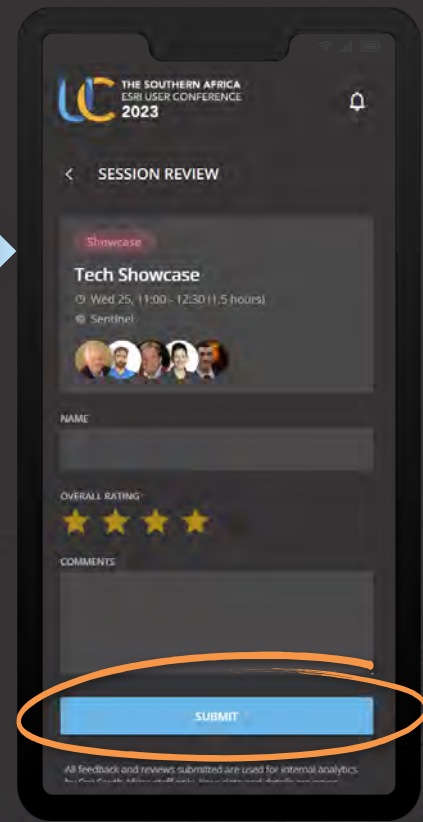 UC THE SOUTHERN AFRICA
ESRI USER CONFERENCE
2023
< SESSION REVIEW
Showcase
Tech Showcase
Wed 25, 11:00 - 12:30 (1,5 hours)
Sentinel
NAME
OVERALL RATING
COMMENTS
SUBMIT
All feedback and reviews submitted are used for internal analytics